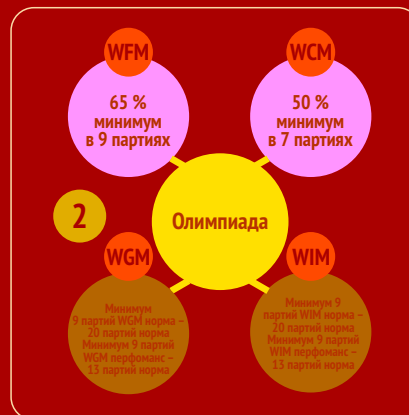 WFM
65 %
минимум
в 9 партиях
WCM
50 %
минимум
в 7 партиях
2
Олимпиада
WGM
Минимум
9 партий WGM норма –
20 партий норма
Минимум 9 партий
WGM перфоманс –
13 партий норма
WIM
Минимум 9
партий WIM норма –
20 партий норма
Минимум 9 партий
WIM перфоманс –
13 партий норма